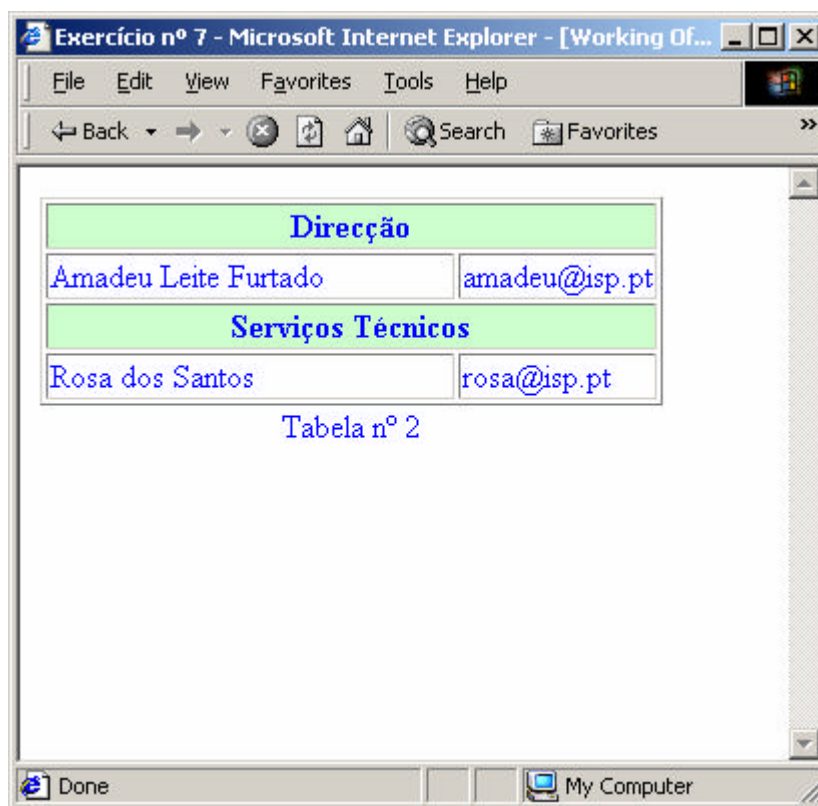 Exercício nº 7 - Microsoft Internet Explorer - [Working Of...
File Edit View Favorites Tools Help
Back Search Favorites »
Direcção
Amadeu Leite Furtado amadeu@isp.pt
Serviços Técnicos
Rosa dos Santos rosa@isp.pt
Tabela nº 2
Done My Computer